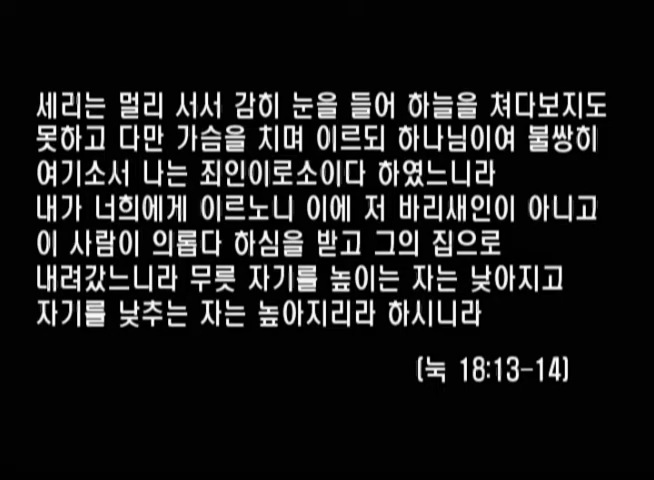 세리는 멀리 서서 감히 눈을 들어 하늘을 쳐다보지도
못하고 다만 가슴을 치며 이르되 하나님이여 불쌍히
여기소서 나는 죄인이로소이다 하였느니라
내가 너희에게 이르노니 이에 저 바리새인이 아니고
이 사람이 의롭다 하심을 받고 그의 집으로
내려갔느니라 무릇 자기를 높이는 자는 낮아지고
자기를 낮추는 자는 높아지리라 하시니라
(눅 18:13-14)